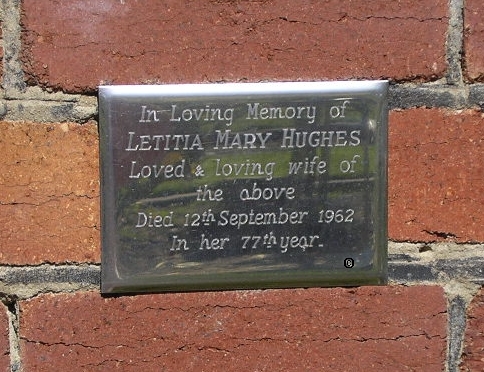 In Loving Memory of
LETITIA MARY HUGHES
Loved & loving wife of
the above
Died 12th September 1962
In her 77th year.